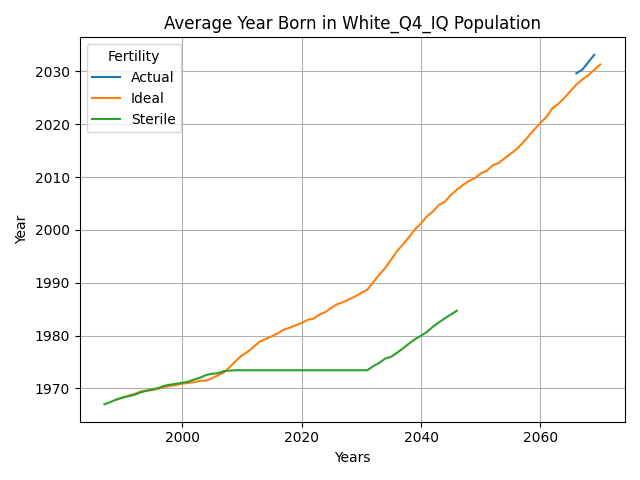 Average Year Born in White_Q4_IQ Population
Fertility
Actual
Ideal
Sterile
2030
2020
2010
2000
1990
1980
1970
Year
2000
2020
2040
2060
Years